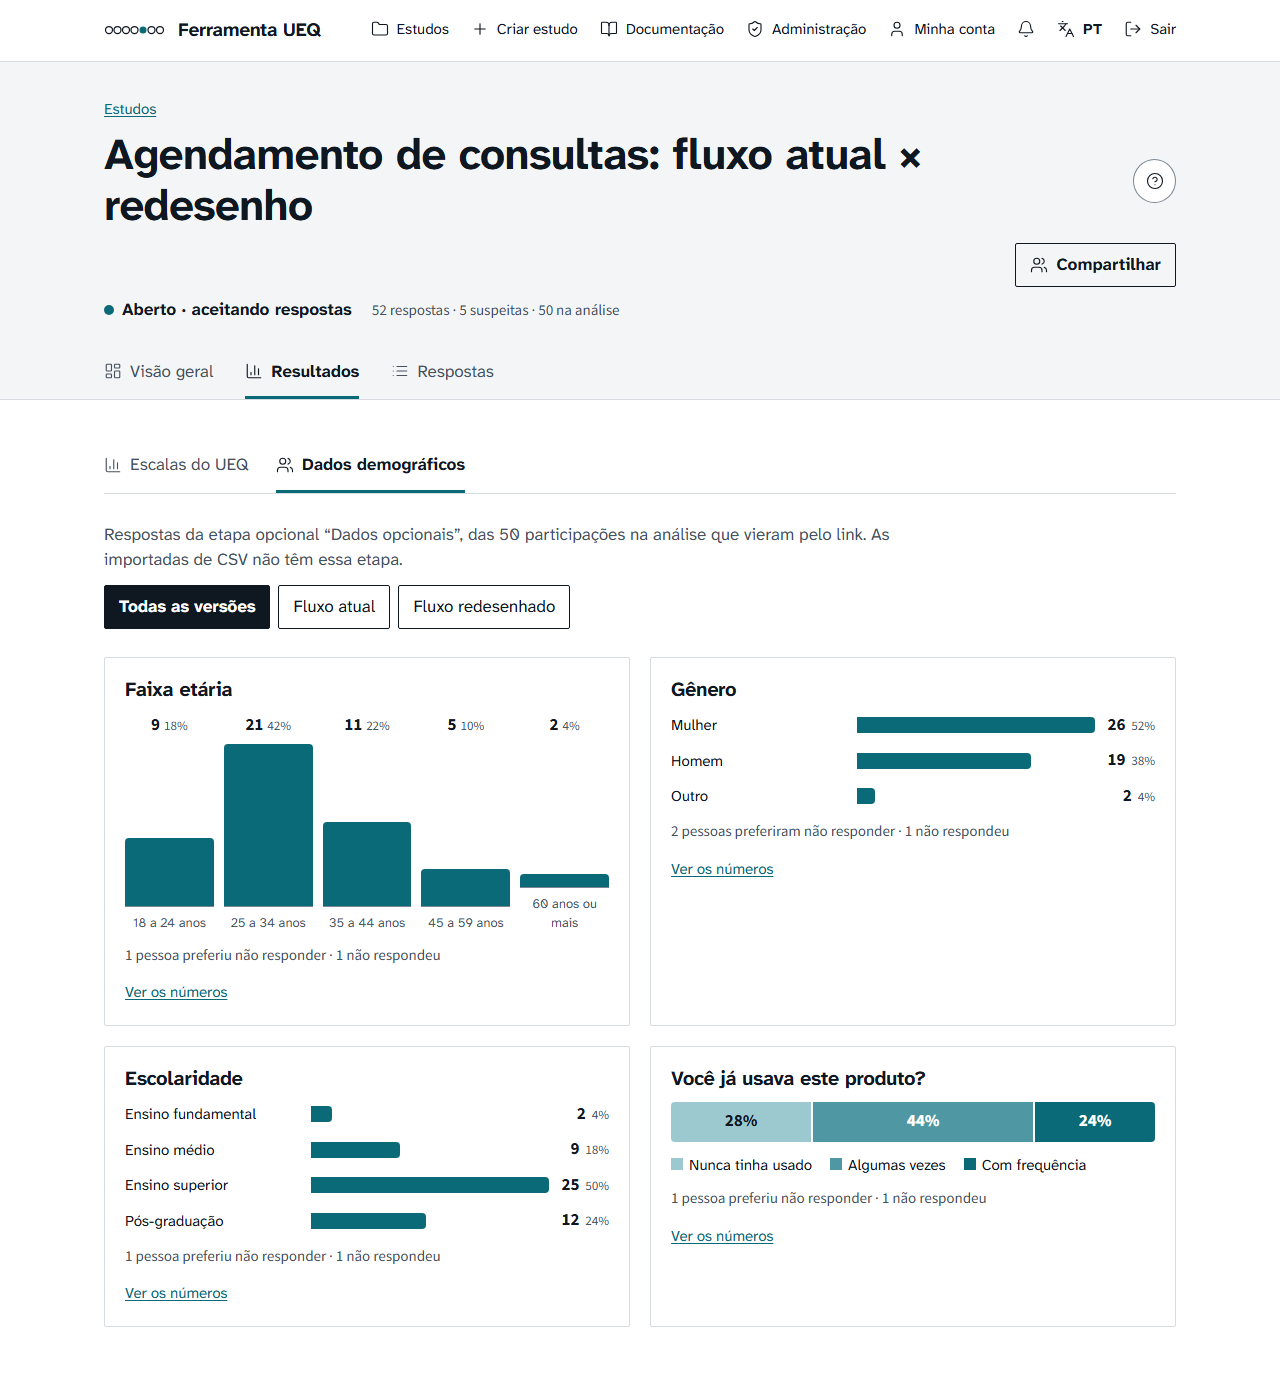 Ferramenta UEQ
Estudos
Criar estudo
Documentação
Administração
Minha conta
PT
Sair
Estudos
Agendamento de consultas: fluxo atual ×
redesenho
Compartilhar
Aberto · aceitando respostas
52 respostas · 5 suspeitas · 50 na análise
Visão geral
Resultados
Respostas
Escalas do UEQ
Dados demográficos
Respostas da etapa opcional “Dados opcionais”, das 50 participações na análise que vieram pelo link. As
importadas de CSV não têm essa etapa.
Todas as versões
Fluxo atual
Fluxo redesenhado
Faixa etária
9 18%
21 42%
11 22%
5 10%
2 4%
18 a 24 anos
25 a 34 anos
35 a 44 anos
45 a 59 anos
60 anos ou
mais
1 pessoa preferiu não responder · 1 não respondeu
Ver os números
Gênero
Mulher 26 52%
Homem 19 38%
Outro 2 4%
2 pessoas preferiram não responder · 1 não respondeu
Ver os números
Escolaridade
Ensino fundamental 2 4%
Ensino médio 9 18%
Ensino superior 25 50%
Pós-graduação 12 24%
1 pessoa preferiu não responder · 1 não respondeu
Ver os números
Você já usava este produto?
28%
44%
24%
Nunca tinha usado
Algumas vezes
Com frequência
1 pessoa preferiu não responder · 1 não respondeu
Ver os números